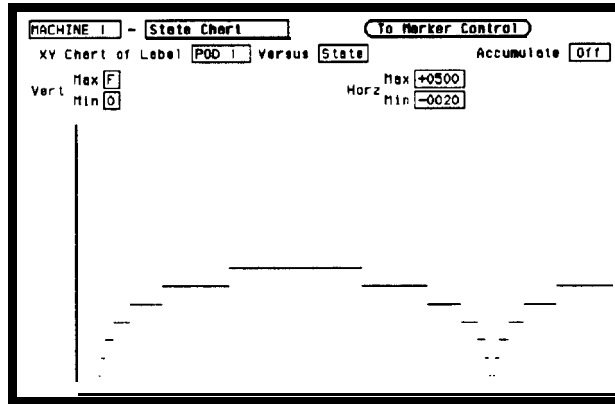 MACHINE 1 - State Chart To Marker Control
XY Chart of Label POD 1 Versus State Accumulate Off
Vert Max F Horz Max +0500
Min 0 Min -0020